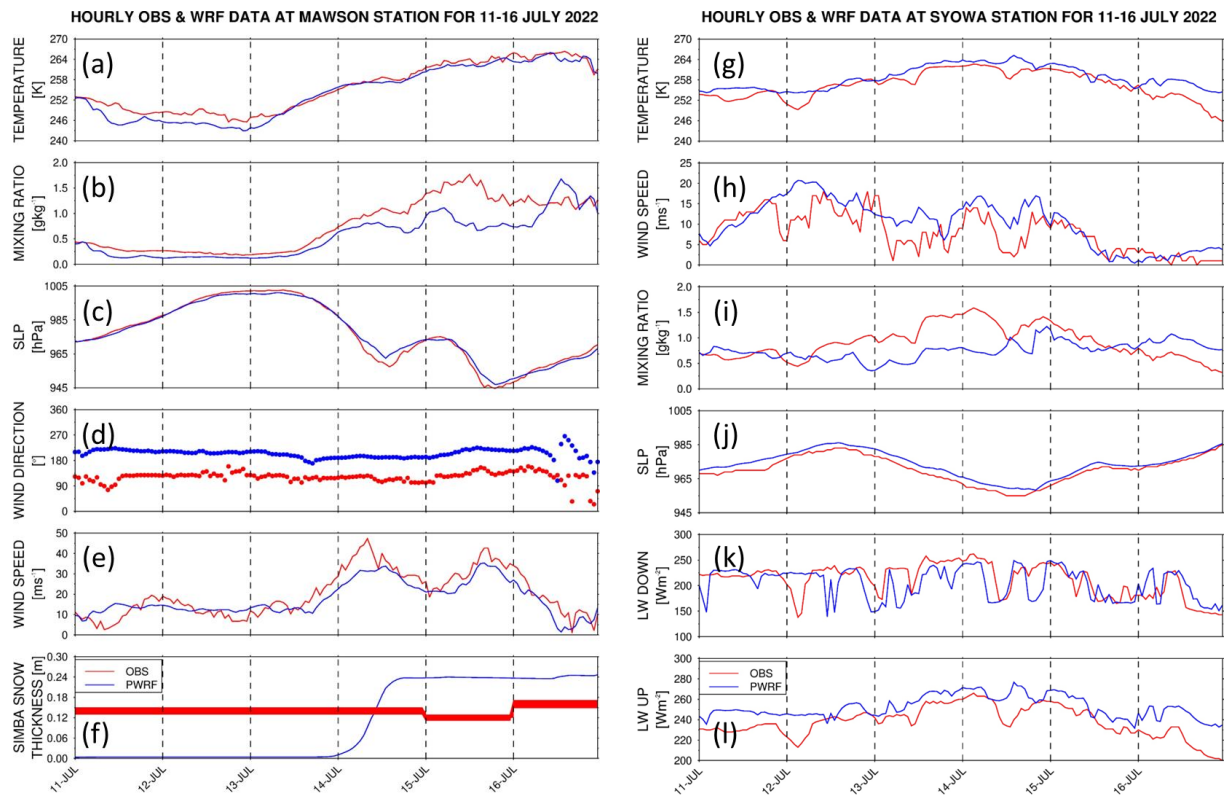 HOURLY OBS & WRF DATA AT MAWSON STATION FOR 11-16 JULY 2022
(a)
TEMPERATURE
[K]
270
264
258
252
246
240
(b)
MIXING RATIO
[gkg⁻¹]
2.0
1.5
1.0
0.5
0.0
(c)
SLP
[hPa]
1005
985
965
945
(d)
WIND DIRECTION
[°]
360
270
180
90
0
(e)
WIND SPEED
[ms⁻¹]
50
40
30
20
10
0
(f)
SIMBA SNOW
THICKNESS [m]
0.30
0.24
0.18
0.12
0.06
0.00
OBS
PWRF
11-JUL
12-JUL
13-JUL
14-JUL
15-JUL
16-JUL
HOURLY OBS & WRF DATA AT SYOWA STATION FOR 11-16 JULY 2022
(g)
TEMPERATURE
[K]
270
264
258
252
246
240
(h)
WIND SPEED
[ms⁻¹]
25
20
15
10
5
0
(i)
MIXING RATIO
[gkg⁻¹]
2.0
1.5
1.0
0.5
0.0
(j)
SLP
[hPa]
1005
985
965
945
(k)
LW DOWN
[Wm⁻²]
300
250
200
150
100
(l)
LW UP
[Wm⁻²]
300
280
260
240
220
200
OBS
PWRF
11-JUL
12-JUL
13-JUL
14-JUL
15-JUL
16-JUL